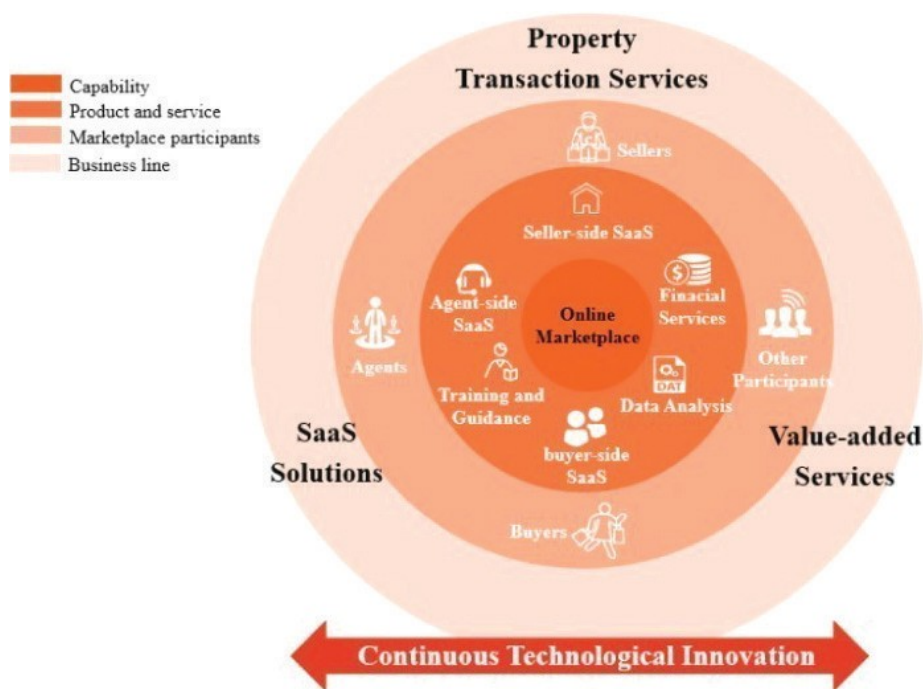 Property
Transaction Services
Capability
Product and service
Marketplace participants
Business line
Sellers
Seller-side SaaS
Agent-side
SaaS
Finacial
Services
Online
Marketplace
Agents
Other
Participants
Training and
Guidance
DAT
Data Analysis
buyer-side
SaaS
SaaS
Solutions
Value-added
Services
Buyers
Continuous Technological Innovation